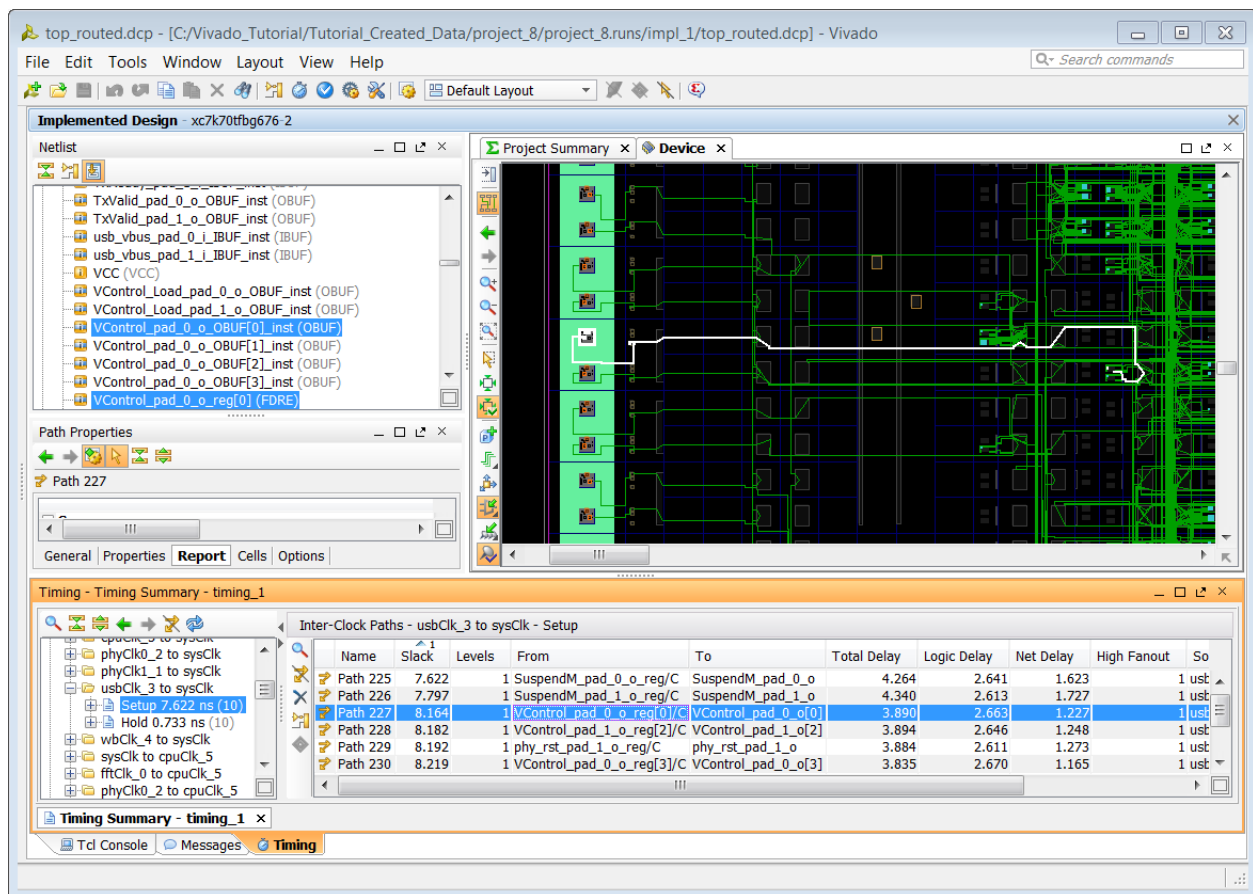 top_routed.dcp - [C:/Vivado_Tutorial/Tutorial_Created_Data/project_8/project_8.runs/impl_1/top_routed.dcp] - Vivado
File Edit Tools Window Layout View Help
Search commands
Default Layout
Implemented Design - xc7k70tfbg676-2
Netlist
TxValid_pad_0_o_OBUF_inst (OBUF)
TxValid_pad_1_o_OBUF_inst (OBUF)
usb_vbus_pad_0_i_IBUF_inst (IBUF)
usb_vbus_pad_1_i_IBUF_inst (IBUF)
VCC (VCC)
VControl_Load_pad_0_o_OBUF_inst (OBUF)
VControl_Load_pad_1_o_OBUF_inst (OBUF)
VControl_pad_0_o_OBUF[0]_inst (OBUF)
VControl_pad_0_o_OBUF[1]_inst (OBUF)
VControl_pad_0_o_OBUF[2]_inst (OBUF)
VControl_pad_0_o_OBUF[3]_inst (OBUF)
VControl_pad_0_o_reg[0] (FDRE)
Path Properties
Path 227
General Properties Report Cells Options
Project Summary Device
Timing - Timing Summary - timing_1
cpuClk_5 to sysClk
phyClk0_2 to sysClk
phyClk1_1 to sysClk
usbClk_3 to sysClk
Setup 7.622 ns (10)
Hold 0.733 ns (10)
wbClk_4 to sysClk
sysClk to cpuClk_5
fftClk_0 to cpuClk_5
phyClk0_2 to cpuClk_5
Inter-Clock Paths - usbClk_3 to sysClk - Setup
Name Slack 1 Levels From To Total Delay Logic Delay Net Delay High Fanout So
Path 225 7.622 1 SuspendM_pad_0_o_reg/C SuspendM_pad_0_o 4.264 2.641 1.623 1 usb
Path 226 7.797 1 SuspendM_pad_1_o_reg/C SuspendM_pad_1_o 4.340 2.613 1.727 1 usb
Path 227 8.164 1 VControl_pad_0_o_reg[0]/C VControl_pad_0_o[0] 3.890 2.663 1.227 1 usb
Path 228 8.182 1 VControl_pad_1_o_reg[2]/C VControl_pad_1_o[2] 3.894 2.646 1.248 1 usb
Path 229 8.192 1 phy_rst_pad_1_o_reg/C phy_rst_pad_1_o 3.884 2.611 1.273 1 usb
Path 230 8.219 1 VControl_pad_0_o_reg[3]/C VControl_pad_0_o[3] 3.835 2.670 1.165 1 usb
Timing Summary - timing_1
Tcl Console Messages Timing